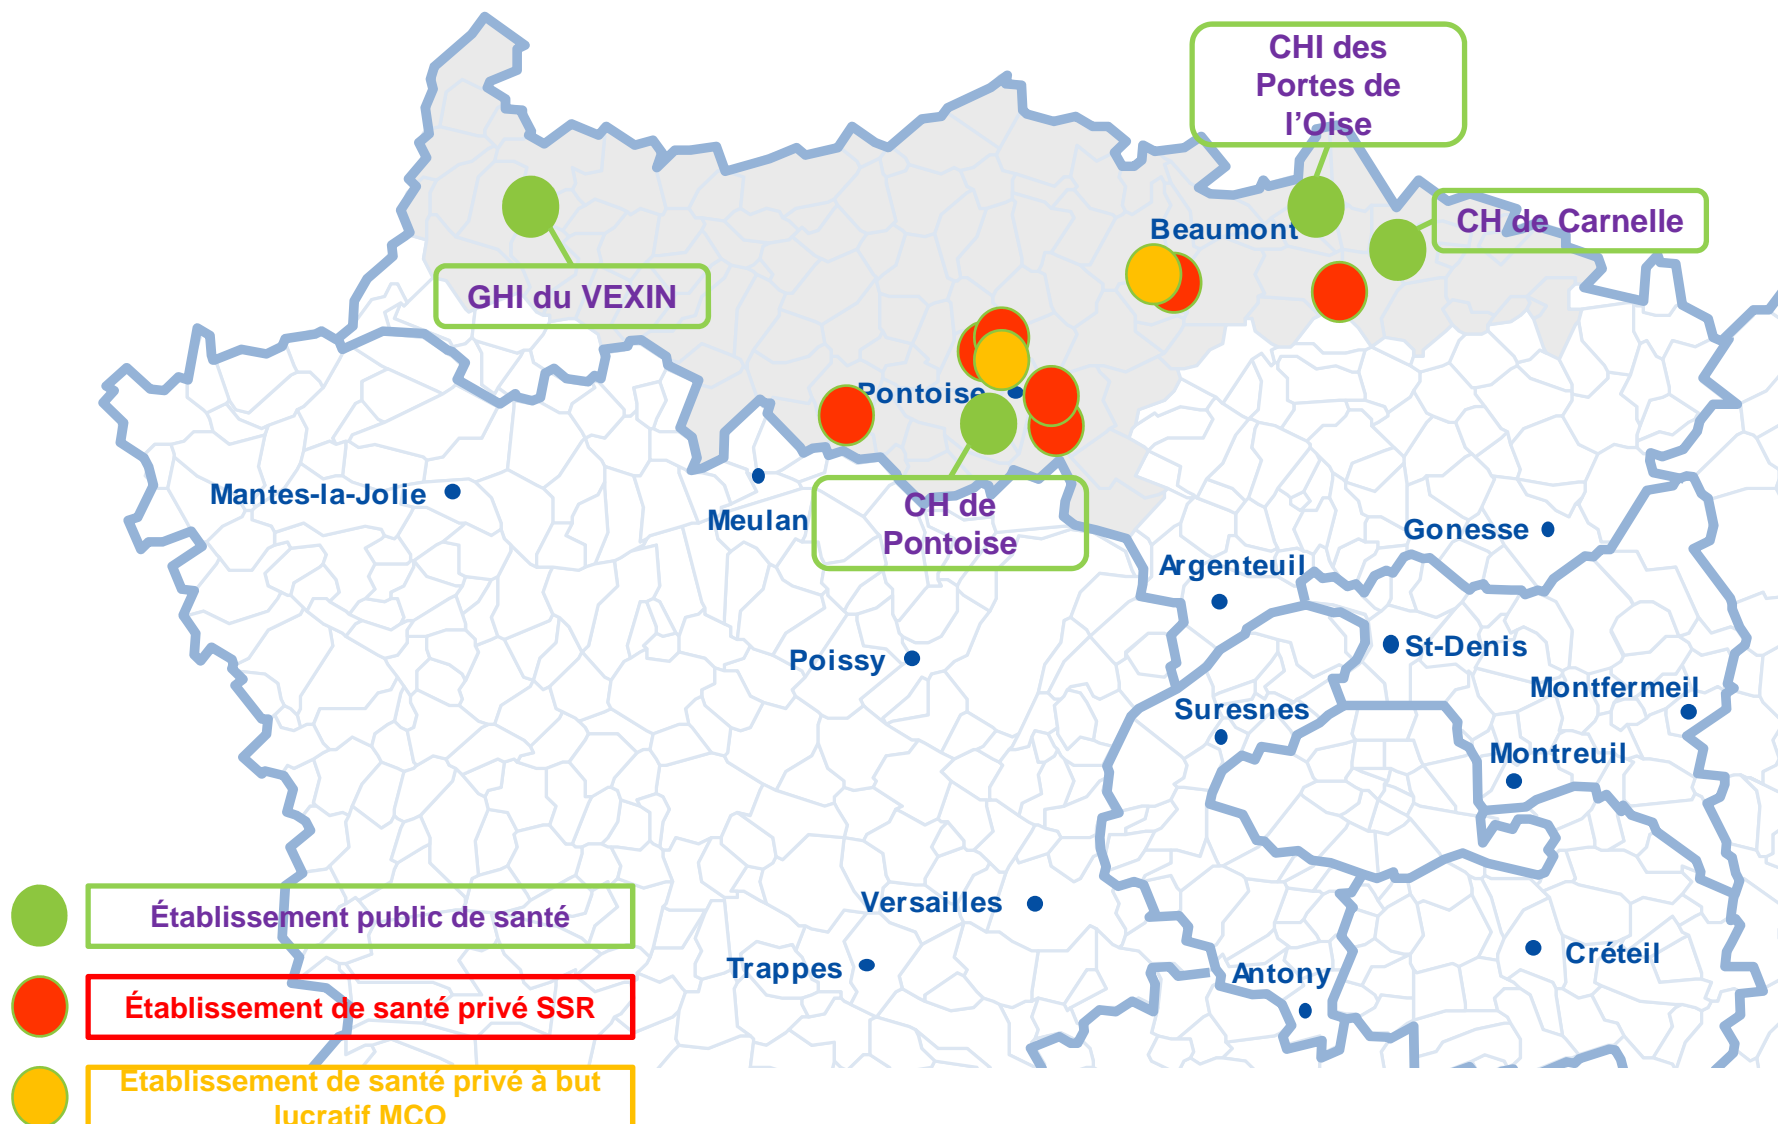 CHI des
Portes de
l’Oise
CH de Carnelle
Beaumont
GHI du VEXIN
Pontoise
Mantes-la-Jolie
Meulan
CH de
Pontoise
Gonesse
Argenteuil
St-Denis
Poissy
Montfermeil
Suresnes
Montreuil
Versailles
Établissement public de santé
Créteil
Trappes
Antony
Établissement de santé privé SSR
Etablissement de santé privé à but
lucratif MCO